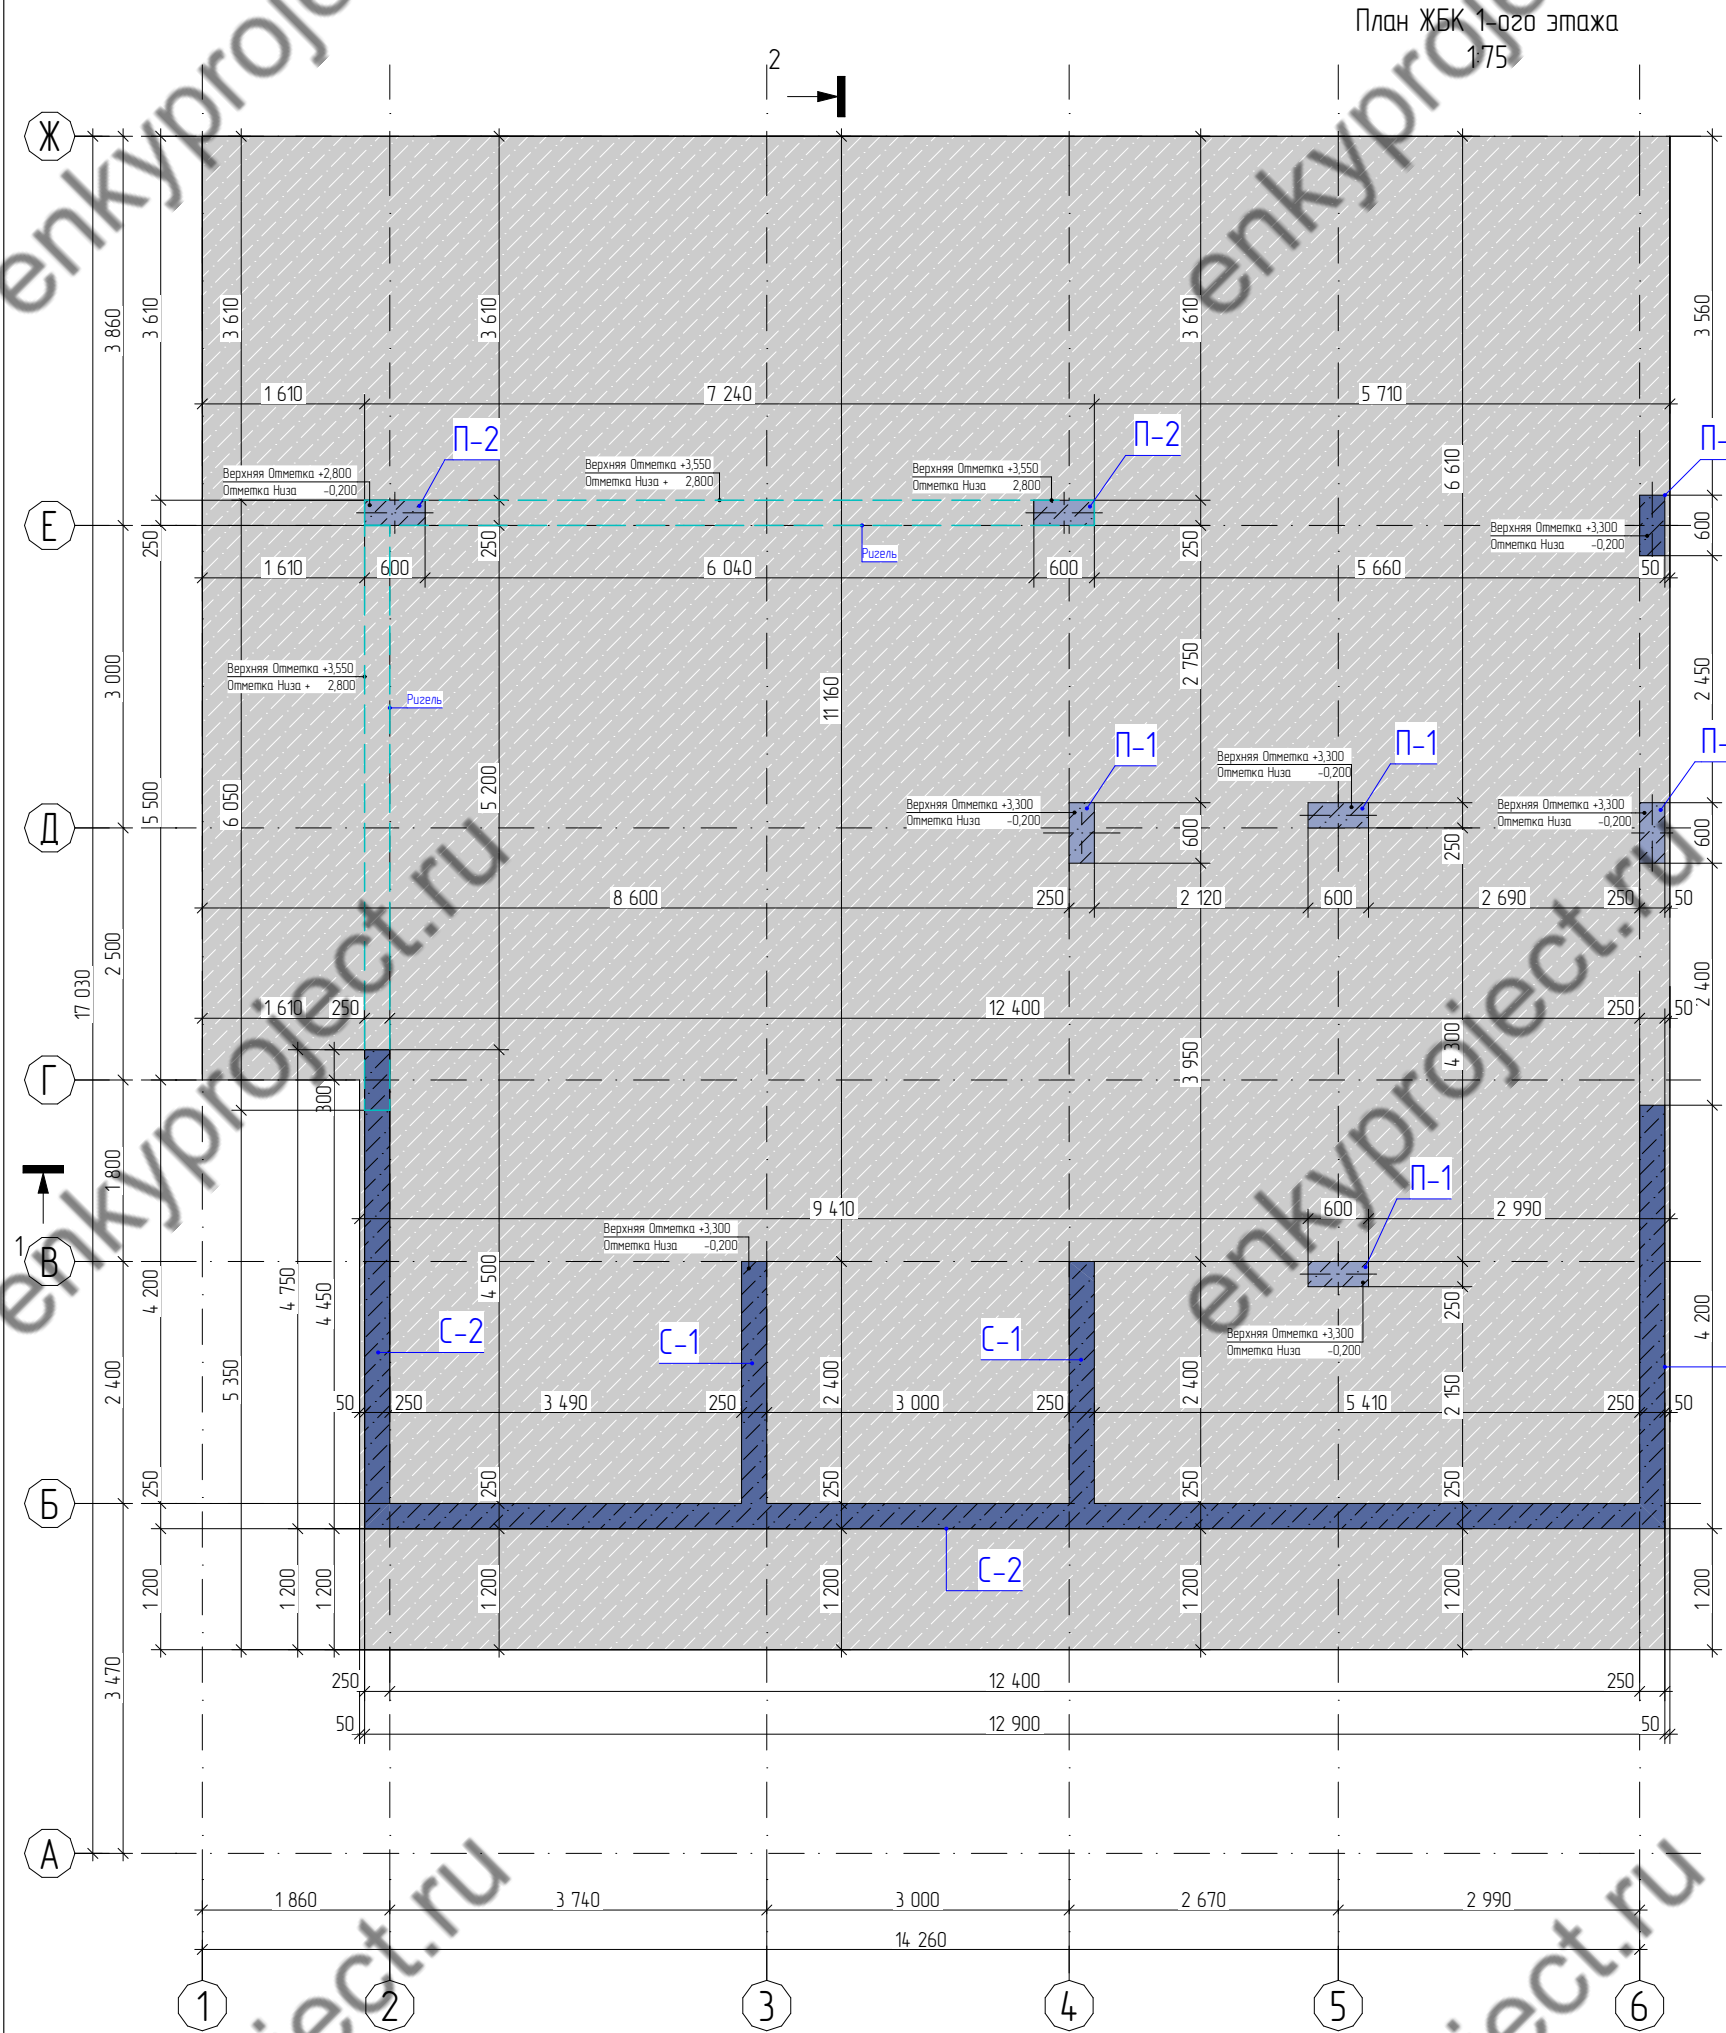 План ЖБК 1-ого этажа
1:75
2
Ж
3 860
3 610
3 610
3 610
3 610
3 560
1 610
7 240
5 710
6 610
П-2
П-2
П-
Верхняя Отметка +2,800
Отметка Низа -0,200
Верхняя Отметка +3,550
Отметка Низа + 2,800
Верхняя Отметка +3,550
Отметка Низа 2,800
Верхняя Отметка +3,300
Отметка Низа -0,200
Е
250
250
250
600
Ригель
1 610
600
6 040
600
5 660
50
3 000
Верхняя Отметка +3,550
Отметка Низа + 2,800
Ригель
11 160
2 750
2 450
П-1
П-1
П-
Верхняя Отметка +3,300
Отметка Низа -0,200
Верхняя Отметка +3,300
Отметка Низа -0,200
Верхняя Отметка +3,300
Отметка Низа -0,200
5 500
6 050
5 200
Д
600
250
600
8 600
250
2 120
600
2 690
250
50
17 030
2 500
2 400
1 610
250
12 400
250
50
3 950
4 300
Г
300
1 800
1
В
9 410
600
2 990
П-1
Верхняя Отметка +3,300
Отметка Низа -0,200
4 200
4 750
4 450
4 500
250
4 200
Верхняя Отметка +3,300
Отметка Низа -0,200
С-2
С-1
С-1
2 400
5 350
2 400
2 400
2 150
50
250
3 490
250
3 000
250
5 410
250
50
Б
250
250
250
250
250
С-2
1 200
1 200
1 200
1 200
1 200
1 200
1 200
1 200
3 470
250
12 400
250
50
12 900
50
А
1 860
3 740
3 000
2 670
2 990
14 260
1
2
3
4
5
6
enkyproje
enkyproje
enkyproject.ru
enkyproject.ru
ject.ru
ject.ru